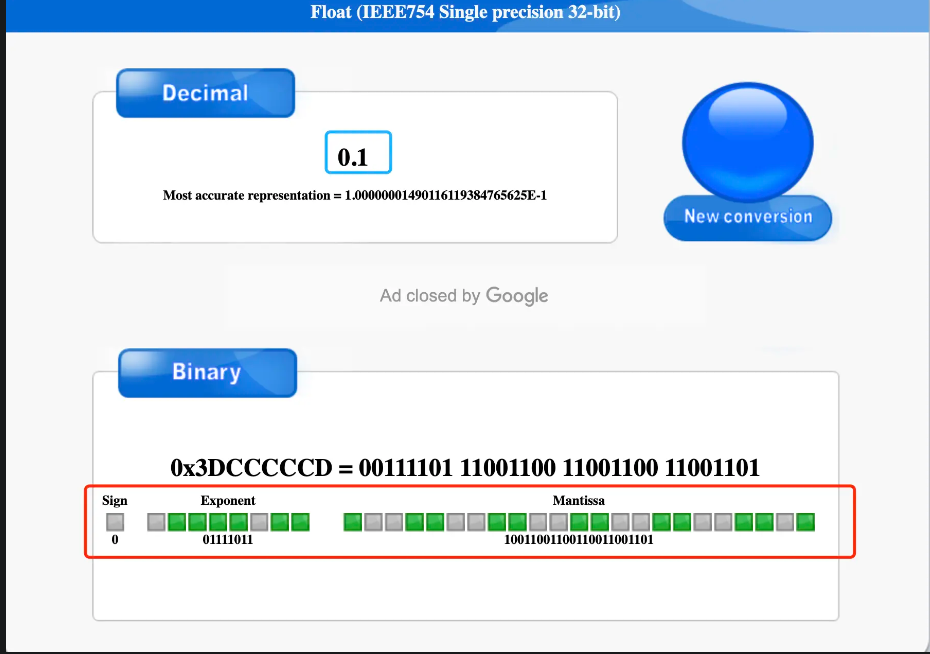 Float (IEEE754 Single precision 32-bit)
Decimal
0.1
Most accurate representation = 1.00000001490116119384765625E-1
New conversion
Ad closed by Google
Binary
0x3DCCCCCD = 00111101 11001100 11001100 11001101
Sign Exponent Mantissa
0 01111011 10011001100110011001101